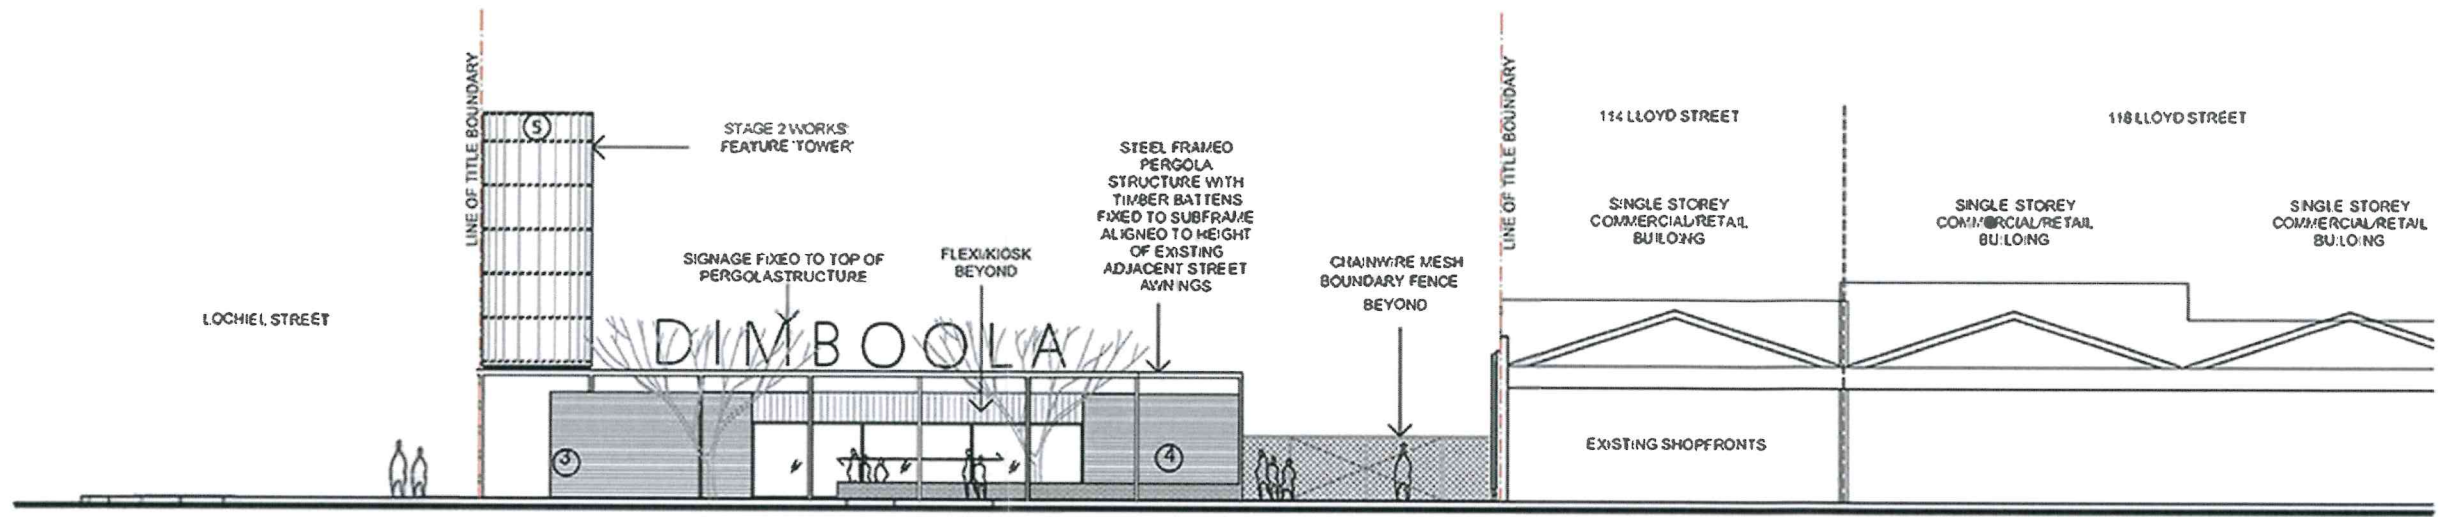 LINE OF TITLE BOUNDARY
5
STAGE 2 WORKS
FEATURE 'TOWER'
SIGNAGE FIXED TO TOP OF
PERGOLA STRUCTURE
FLEXI/KIOSK
BEYOND
STEEL FRAMED
PERGOLA
STRUCTURE WITH
TIMBER BATTENS
FIXED TO SUBFRAME
ALIGNED TO HEIGHT
OF EXISTING
ADJACENT STREET
AWNINGS
CHAINWIRE MESH
BOUNDARY FENCE
BEYOND
LINE OF TITLE BOUNDARY
114 LLOYD STREET
118 LLOYD STREET
SINGLE STOREY
COMMERCIAL/RETAIL
BUILDING
SINGLE STOREY
COMMERCIAL/RETAIL
BUILDING
SINGLE STOREY
COMMERCIAL/RETAIL
BUILDING
LOCHIEL STREET
DIMBOOLA
3
4
EXISTING SHOPFRONTS